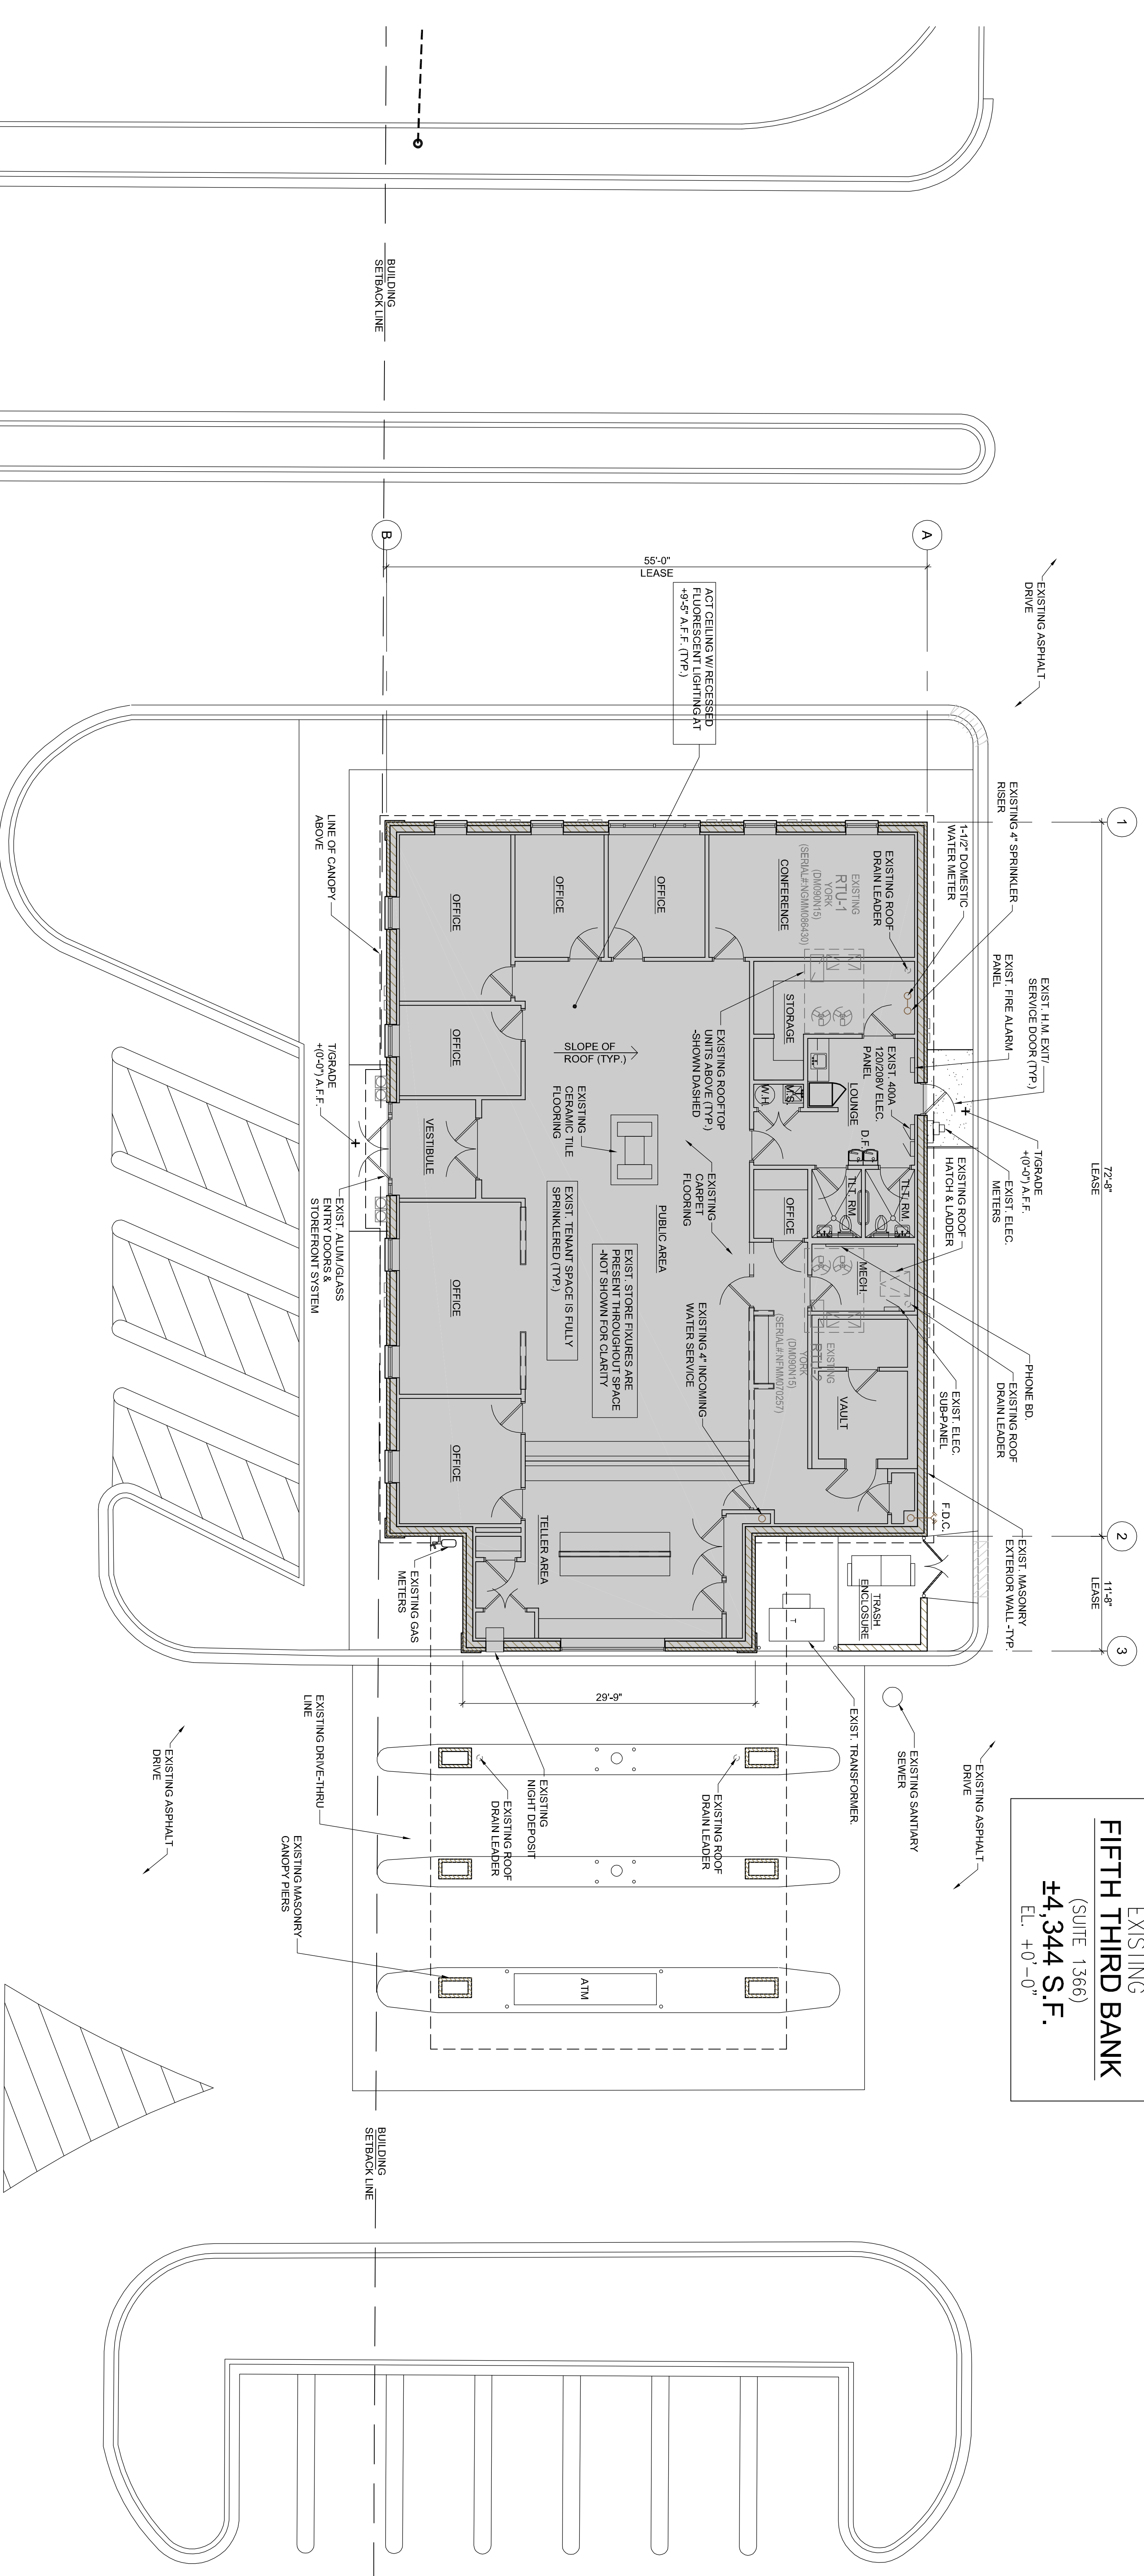 EXISTING
FIFTH THIRD BANK
(SUITE 1366)
±4,344 S.F.
EL. +0'-0"
1
2
3
72'-8"
LEASE
11'-8"
LEASE
A
B
55'-0"
LEASE
29'-9"
BUILDING
SETBACK LINE
EXISTING ASPHALT
DRIVE
ACT CEILING W/ RECESSED
FLUORESCENT LIGHTING AT
+9'-5" A.F.F. (TYP.)
EXISTING 4" SPRINKLER
RISER
1-1/2" DOMESTIC
WATER METER
EXIST. FIRE ALARM
PANEL
EXIST. H.M. EXIT/
SERVICE DOOR (TYP.)
T/GRADE
+(0'-0") A.F.F.
EXIST. ELEC.
METERS
EXISTING ROOF
HATCH & LADDER
PHONE BD.
EXISTING ROOF
DRAIN LEADER
EXIST. ELEC.
SUB-PANEL
F.D.C.
EXIST. MASONRY
EXTERIOR WALL -TYP.
EXISTING ROOF
DRAIN LEADER
CONFERENCE
EXISTING
RTU-1
YORK
(DM090N15)
(SERIAL#:NGMM086430)
STORAGE
EXIST. 400A
120/208V ELEC.
PANEL
LOUNGE
D.F.
W.H.
M.S.
TLT. RM.
TLT. RM.
OFFICE
MECH.
VAULT
EXISTING
RTU-2
YORK
(DM090N15)
(SERIAL#:NFMM070257)
TRASH
ENCLOSURE
T
EXIST. TRANSFORMER.
EXISTING SANTIARY
SEWER
EXISTING ASPHALT
DRIVE
EXISTING ROOFTOP
UNITS ABOVE (TYP.)
-SHOWN DASHED
EXISTING
CARPET
FLOORING
EXISTING 4" INCOMING
WATER SERVICE
OFFICE
OFFICE
OFFICE
OFFICE
SLOPE OF
ROOF (TYP.)
EXISTING
CERAMIC TILE
FLOORING
PUBLIC AREA
EXIST. STORE FIXURES ARE
PRESENT THROUGHOUT SPACE
-NOT SHOWN FOR CLARITY
EXIST. TENANT SPACE IS FULLY
SPRINKLERED (TYP.)
VESTIBULE
OFFICE
OFFICE
TELLER AREA
LINE OF CANOPY
ABOVE
T/GRADE
+(0'-0") A.F.F.
EXIST. ALUM./GLASS
ENTRY DOORS &
STOREFRONT SYSTEM
EXISTING GAS
METERS
EXISTING
NIGHT DEPOSIT
EXISTING ROOF
DRAIN LEADER
EXISTING ROOF
DRAIN LEADER
ATM
EXISTING DRIVE-THRU
LINE
EXISTING MASONRY
CANOPY PIERS
EXISTING ASPHALT
DRIVE
BUILDING
SETBACK LINE